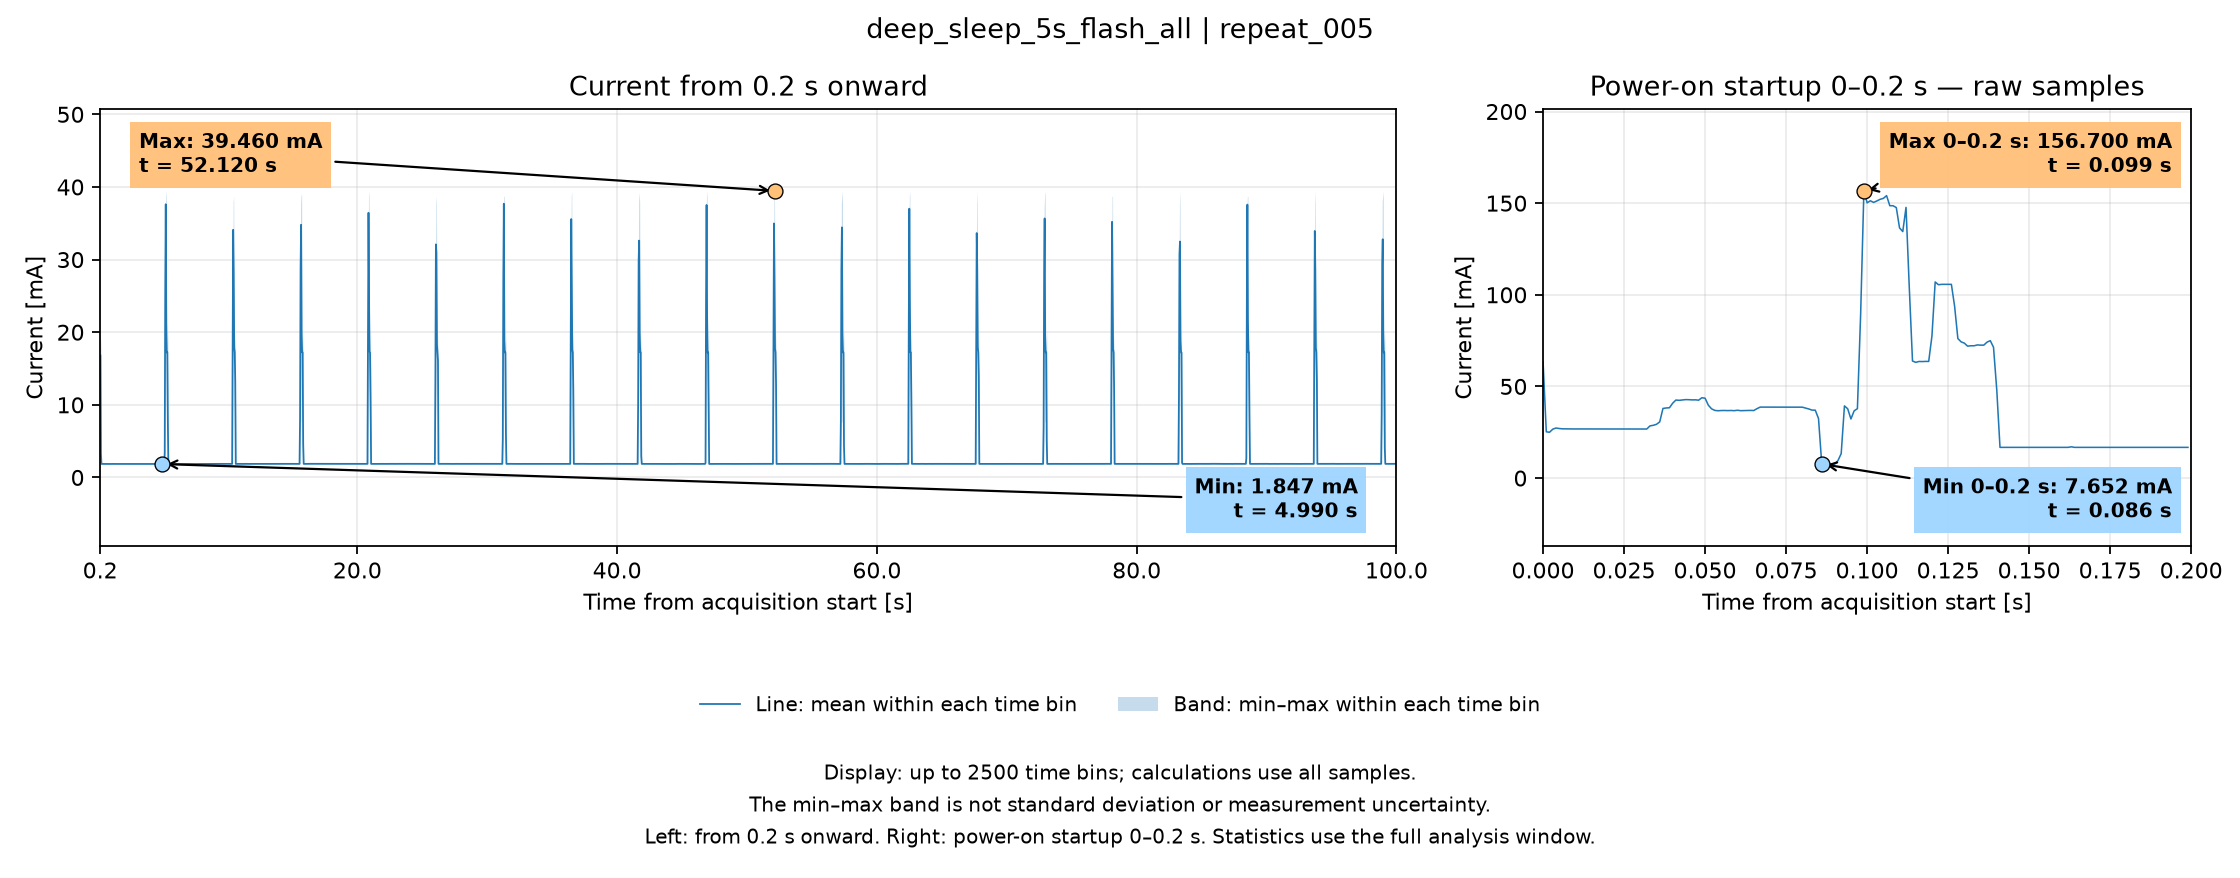 deep_sleep_5s_flash_all | repeat_005
Current from 0.2 s onward
Current [mA]
50
40
30
20
10
0
Max: 39.460 mA
t = 52.120 s
Min: 1.847 mA
t = 4.990 s
0.2
20.0
40.0
60.0
80.0
100.0
Time from acquisition start [s]
Power-on startup 0–0.2 s — raw samples
Current [mA]
200
150
100
50
0
Max 0–0.2 s: 156.700 mA
t = 0.099 s
Min 0–0.2 s: 7.652 mA
t = 0.086 s
0.000
0.025
0.050
0.075
0.100
0.125
0.150
0.175
0.200
Time from acquisition start [s]
Line: mean within each time bin
Band: min–max within each time bin
Display: up to 2500 time bins; calculations use all samples.
The min–max band is not standard deviation or measurement uncertainty.
Left: from 0.2 s onward. Right: power-on startup 0–0.2 s. Statistics use the full analysis window.